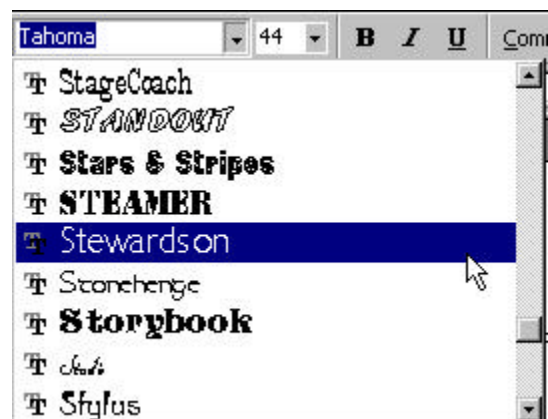 Tahoma 44 B I U Com
StageCoach
STANDOUT
Stars & Stripes
STEAMER
Stewardson
Stonehenge
Storybook
Stylus